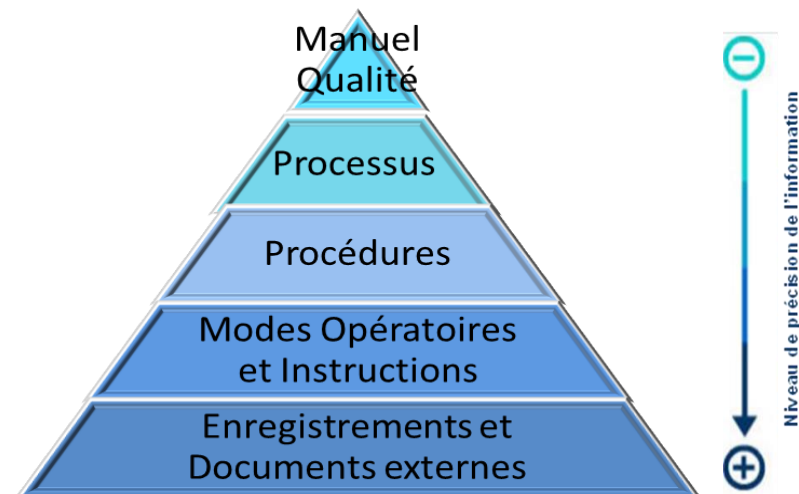 Manuel
Qualité
Processus
Procédures
Modes Opératoires
et Instructions
Enregistrements et
Documents externes
Niveau de précision de l'information